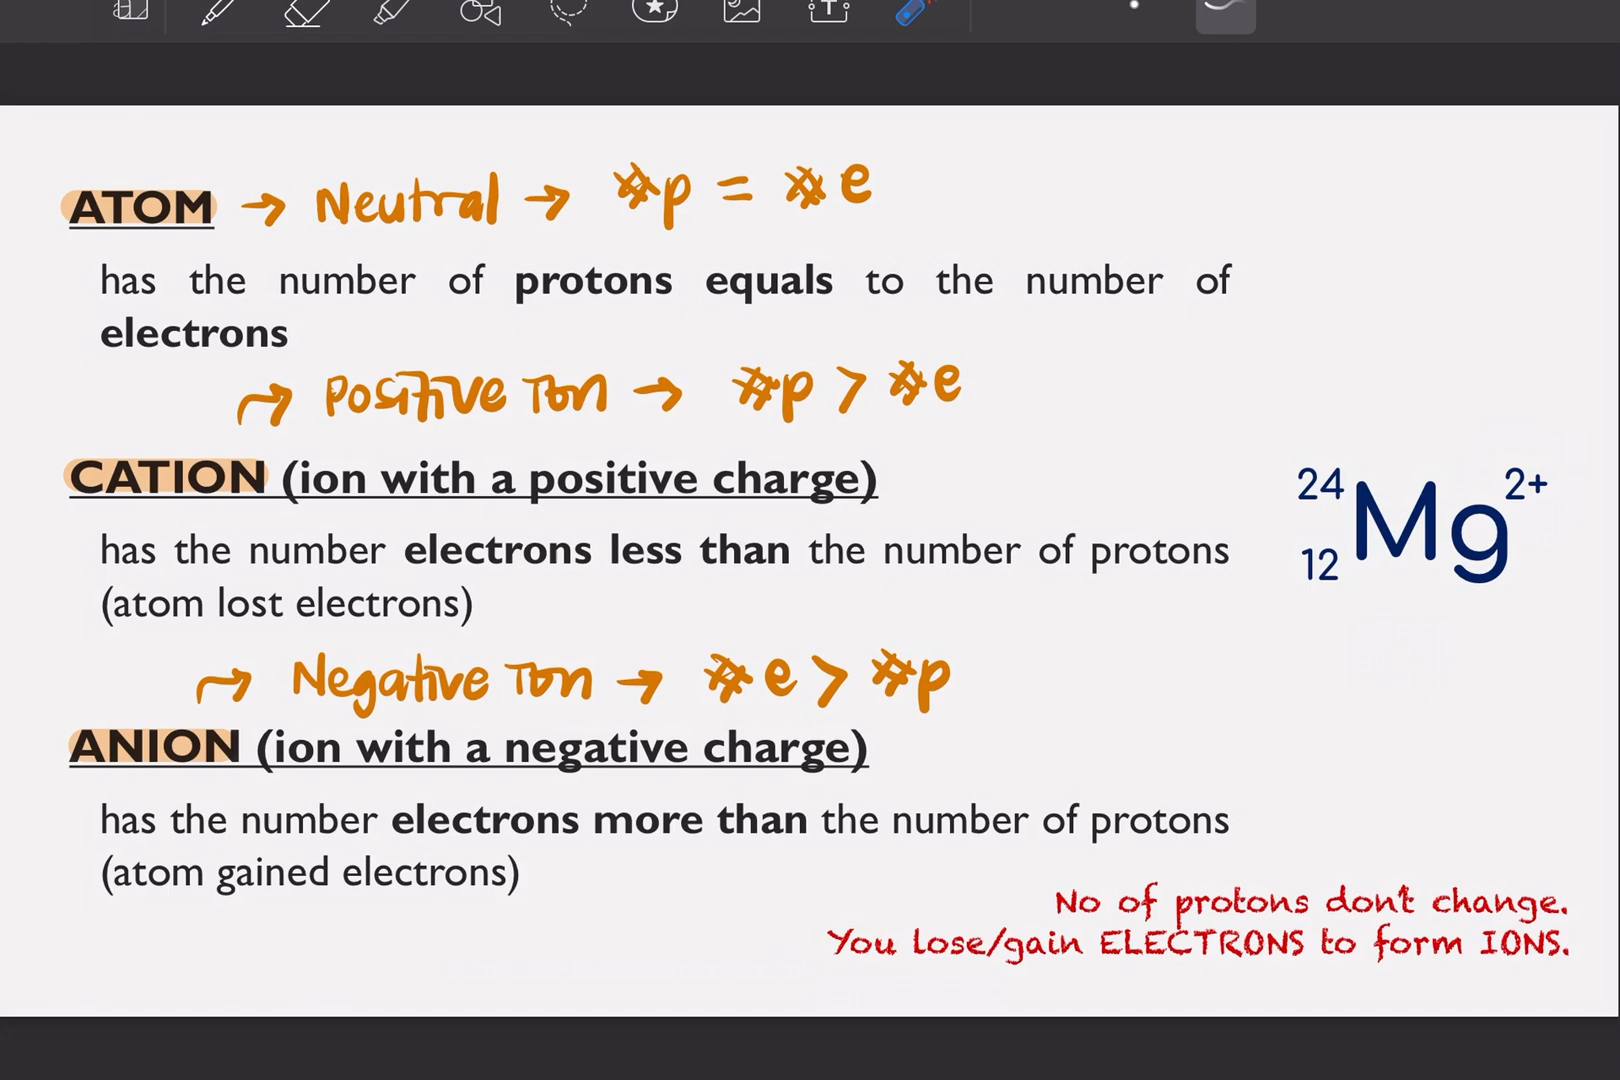 ATOM → Neutral → #p = #e
has the number of protons equals to the number of
electrons
→ Positive Ion → #p > #e
CATION (ion with a positive charge)
has the number electrons less than the number of protons
(atom lost electrons)
24 Mg 2+
12
→ Negative Ion → #e > #p
ANION (ion with a negative charge)
has the number electrons more than the number of protons
(atom gained electrons)
No of protons don't change.
You lose/gain ELECTRONS to form IONS.